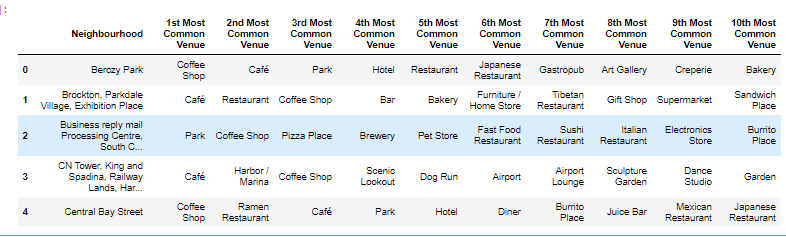 ]:
Neighbourhood 1st Most Common Venue 2nd Most Common Venue 3rd Most Common Venue 4th Most Common Venue 5th Most Common Venue 6th Most Common Venue 7th Most Common Venue 8th Most Common Venue 9th Most Common Venue 10th Most Common Venue
0 Berczy Park Coffee Shop Café Park Hotel Restaurant Japanese Restaurant Gastropub Art Gallery Creperie Bakery
1 Brockton, Parkdale Village, Exhibition Place Café Restaurant Coffee Shop Bar Bakery Furniture / Home Store Tibetan Restaurant Gift Shop Supermarket Sandwich Place
2 Business reply mail Processing Centre, South C... Park Coffee Shop Pizza Place Brewery Pet Store Fast Food Restaurant Sushi Restaurant Italian Restaurant Electronics Store Burrito Place
3 CN Tower, King and Spadina, Railway Lands, Har... Café Harbor / Marina Coffee Shop Scenic Lookout Dog Run Airport Airport Lounge Sculpture Garden Dance Studio Garden
4 Central Bay Street Coffee Shop Ramen Restaurant Café Park Hotel Diner Burrito Place Juice Bar Mexican Restaurant Japanese Restaurant